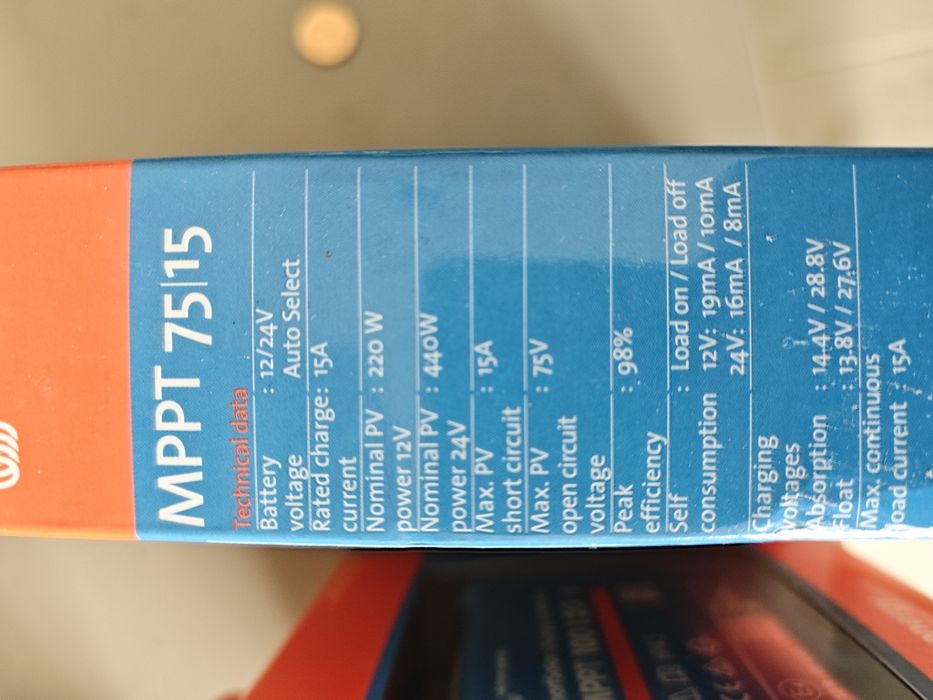 MPPT 75|15
Technical data
Battery : 12/24V
voltage Auto Select
Rated charge : 15A
current
Nominal PV : 220 W
power 12V
Nominal PV : 440W
power 24V
Max. PV : 15A
short circuit
Max. PV : 75V
open circuit
voltage
Peak : 98%
efficiency
Self : Load on / Load off
consumption 12V: 19mA / 10mA
24V: 16mA / 8mA
Charging
voltages
Absorption : 14.4V / 28.8V
Float : 13.8V / 27.6V
Max. continuous
load current : 15A
MPPT 100|20